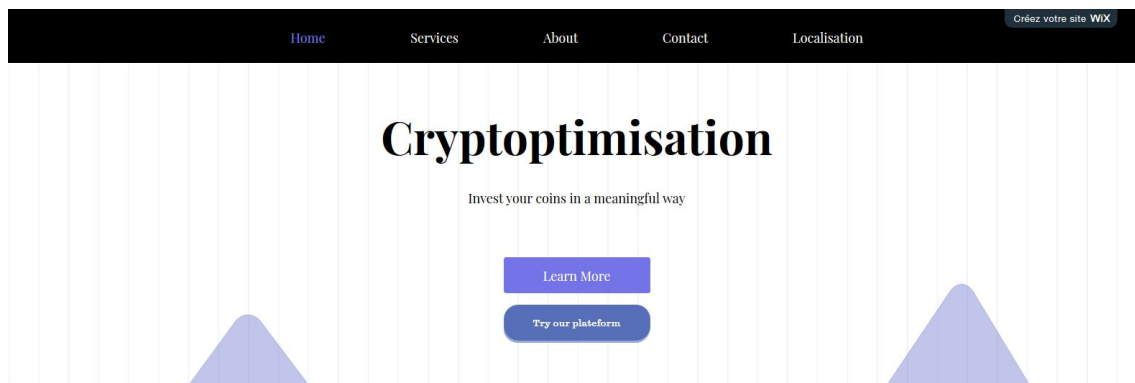 Créez votre site WiX
Home Services About Contact Localisation
Cryptoptimisation
Invest your coins in a meaningful way
Learn More
Try our plateform